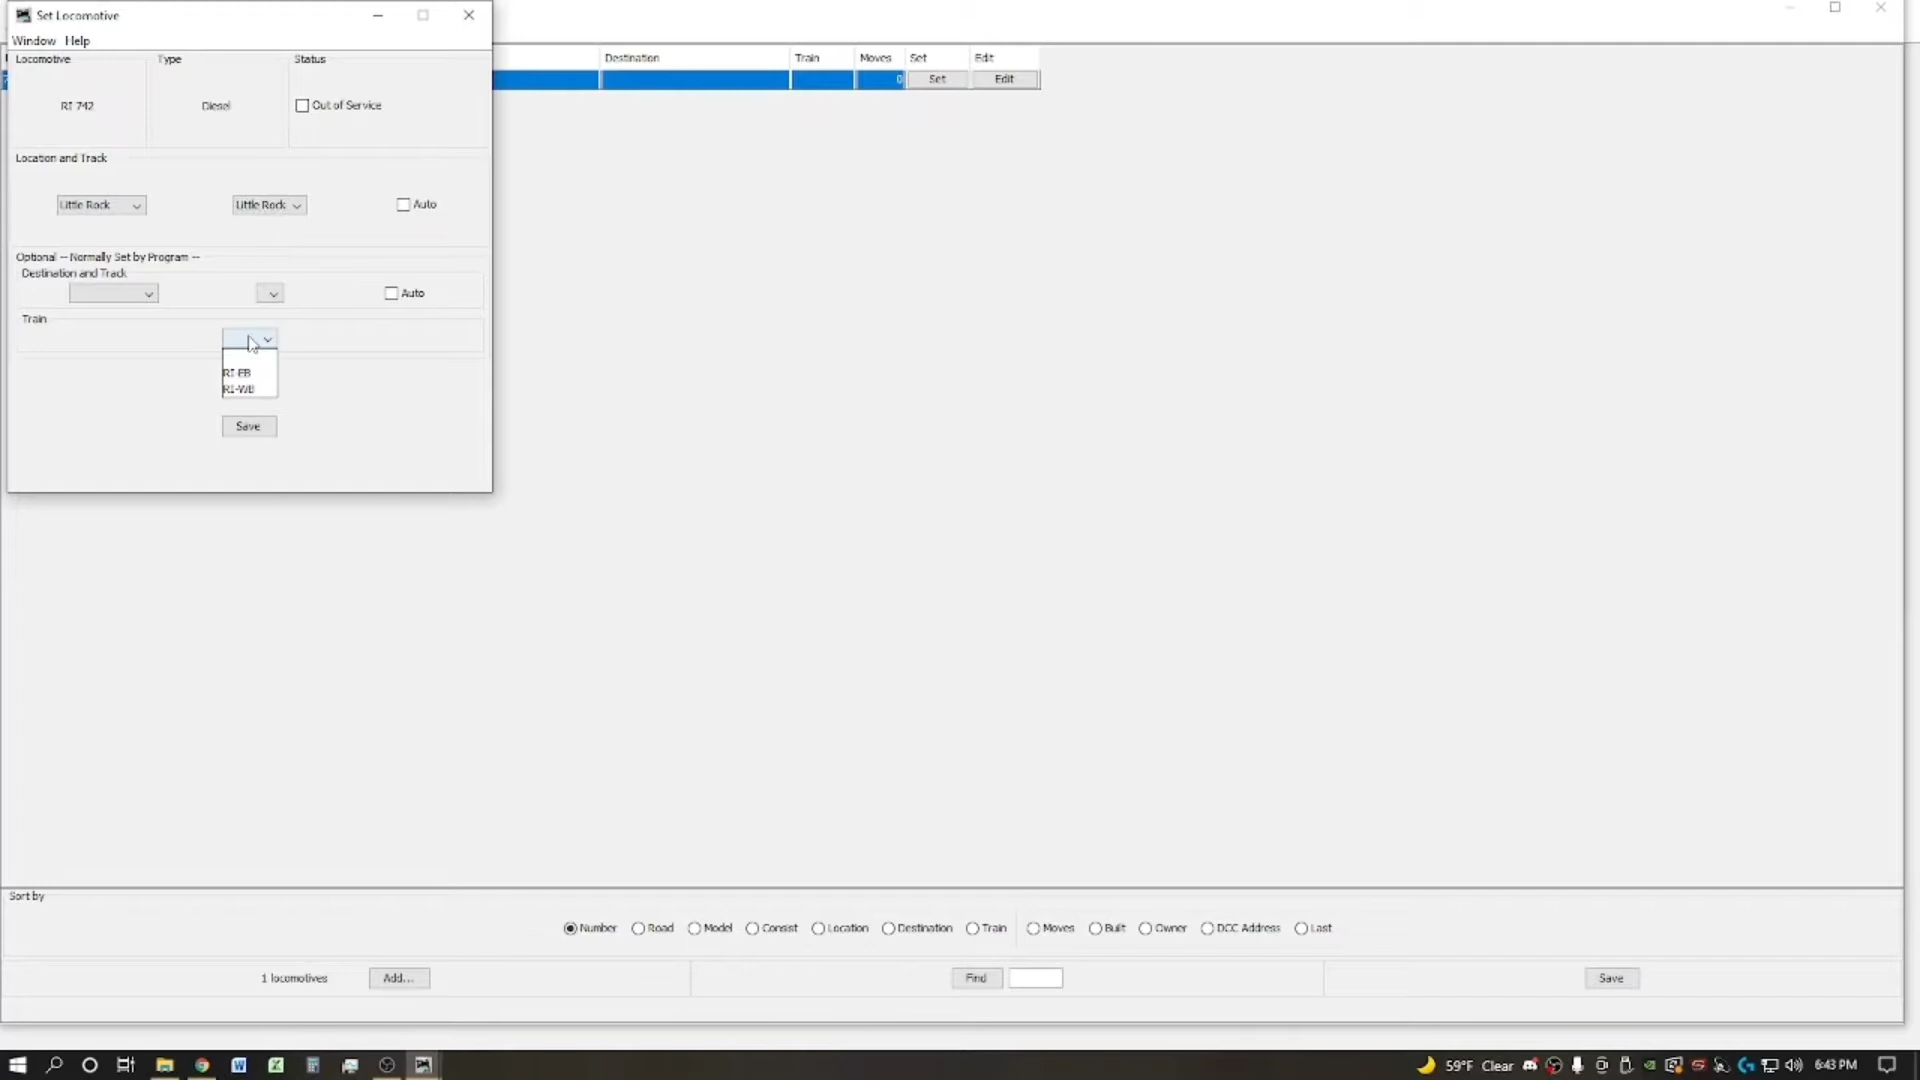 Set Locomotive
Window Help
Locomotive Type Status
RI 742 Diesel Out of Service
Destination Train Moves Set Edit
0 Set Edit
Location and Track
Little Rock Little Rock Auto
Optional -- Normally Set by Program --
Destination and Track
Auto
Train
RI-EB
RI-WB
Save
Sort by
Number Road Model Consist Location Destination Train Moves Built Owner DCC Address Last
1 locomotives Add... Find Save
59°F Clear 6:43 PM